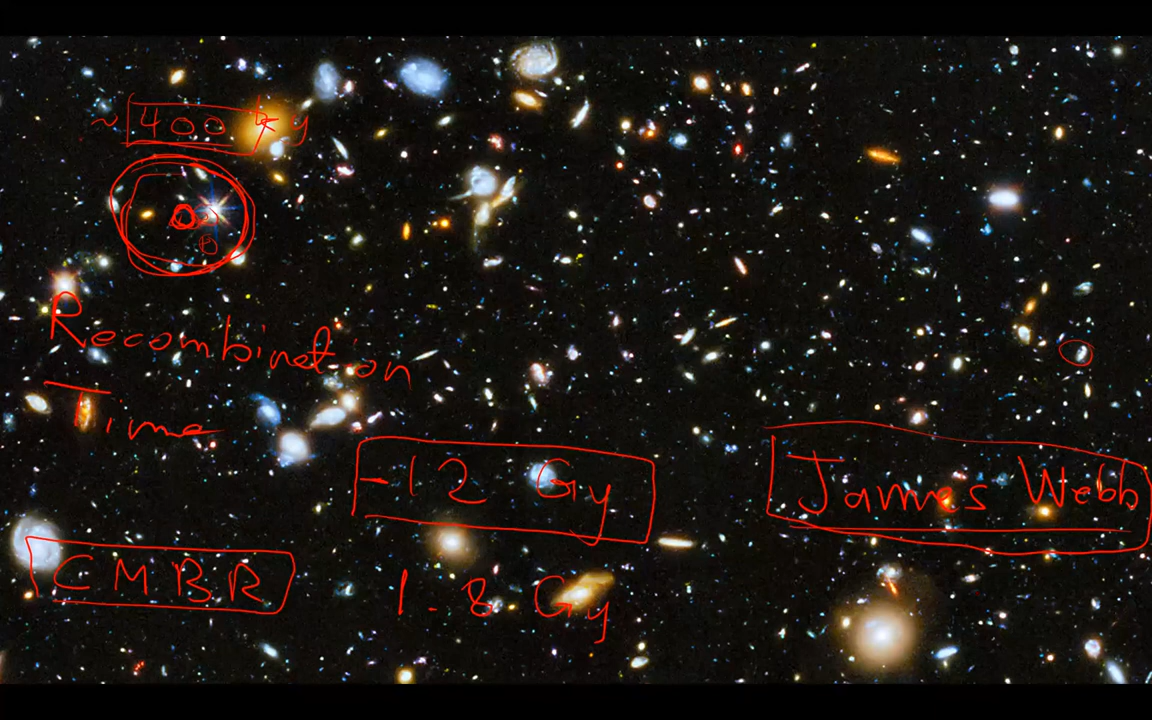 ~ 400 ky
Recombination
Time
-12 Gy
James Webb
CMBR
1.8 Gy